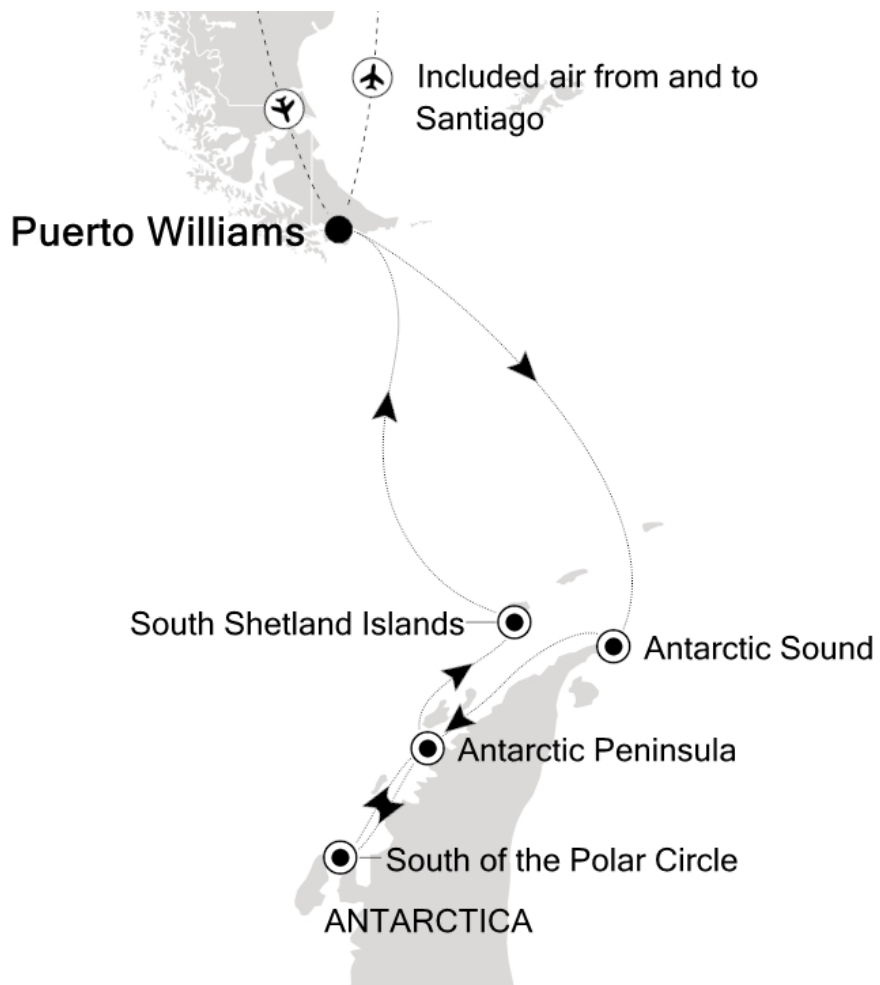 Included air from and to
Santiago
Puerto Williams
South Shetland Islands
Antarctic Sound
Antarctic Peninsula
South of the Polar Circle
ANTARCTICA